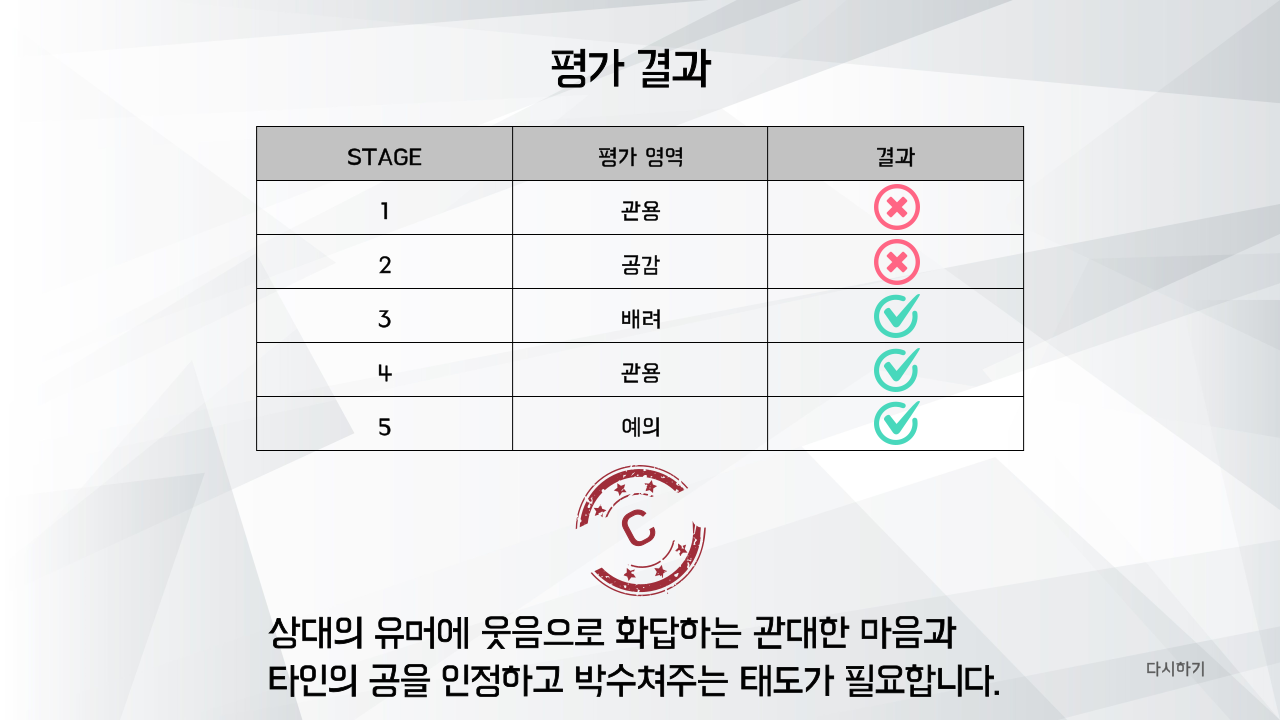 평가 결과
STAGE 평가 영역 결과
1 관용
2 공감
3 배려
4 관용
5 예의
C
상대의 유머에 웃음으로 화답하는 관대한 마음과
타인의 공을 인정하고 박수쳐주는 태도가 필요합니다.
다시하기